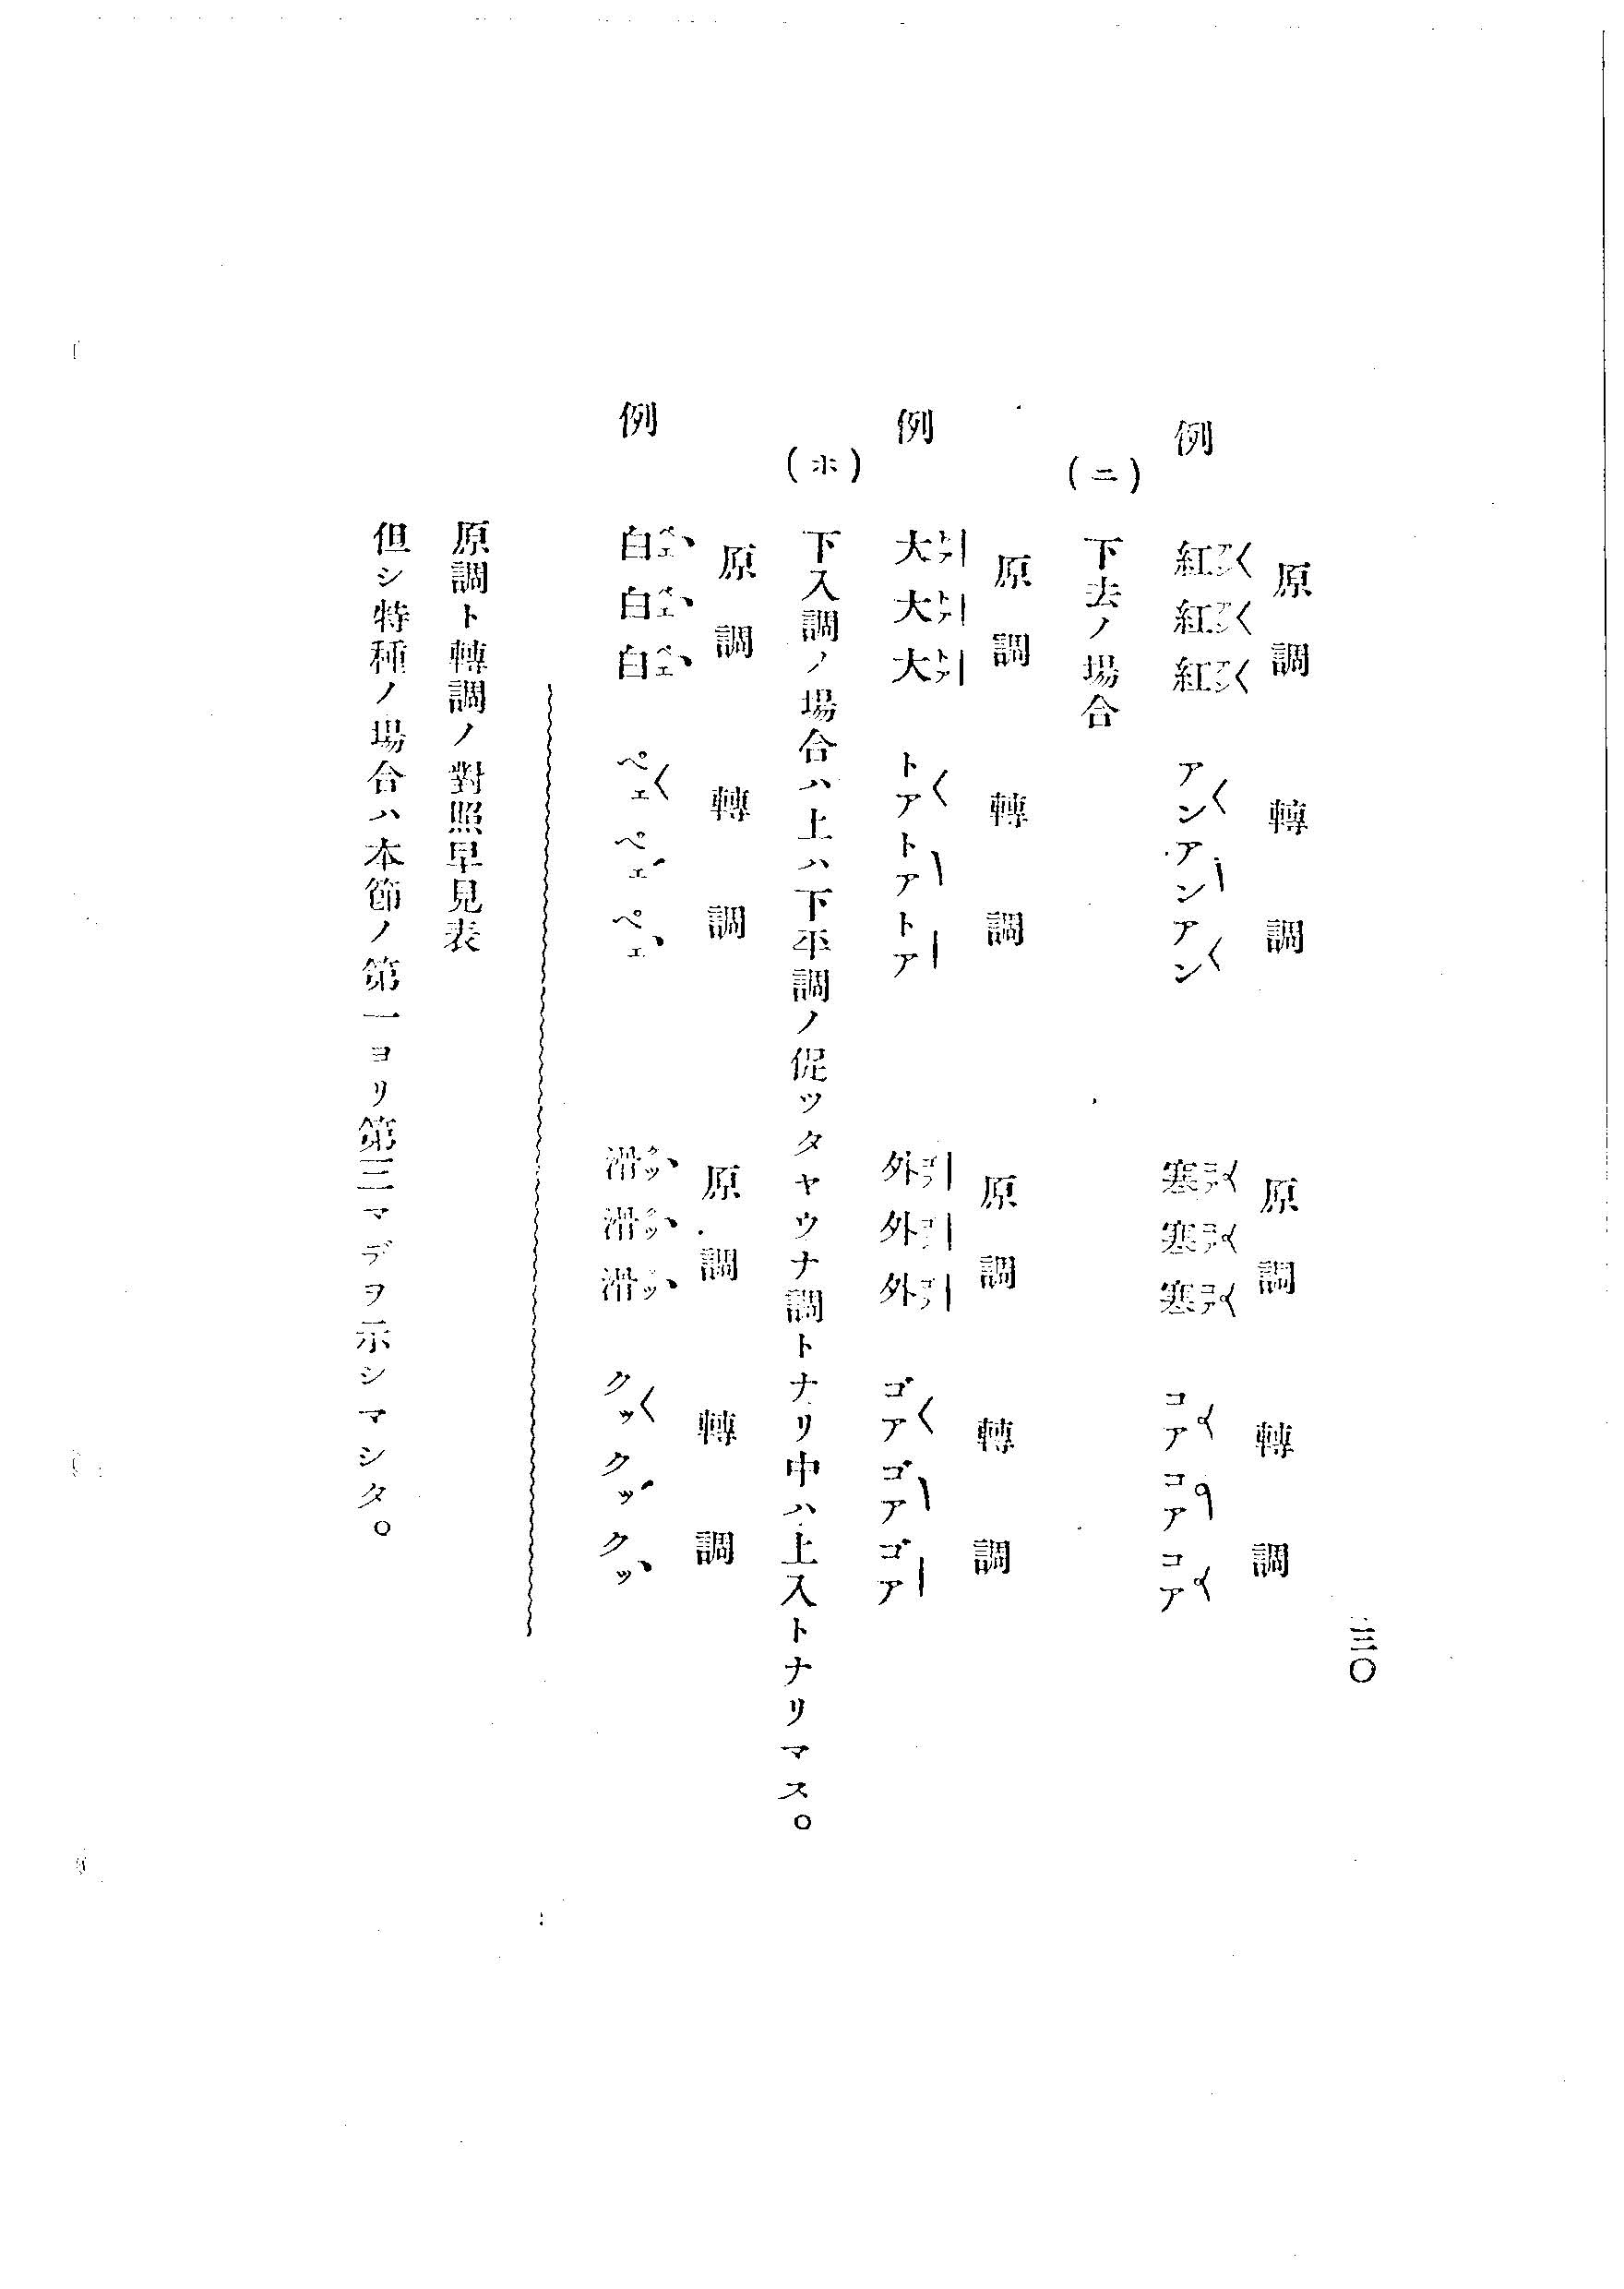 三〇
原調 轉調 原調 轉調
例 紅紅紅 アンアンアン 塞塞塞 コアコアコア
(ニ) 下去ノ場合
原調 轉調 原調 轉調
例 大大大 トアトアトア 外外外 ゴアゴアゴア
(ホ) 下入調ノ場合ハ上ハ下平調ノ促ッタヤウナ調トナリ中ハ上入トナリマス。
原調 轉調 原調 轉調
例 白白白 ペェペェペェ 滑滑滑 クッ クッ クッ
原調ト轉調ノ對照早見表
但シ特種ノ場合ハ本節ノ第一ヨリ第三マデヲ示シマシタ。